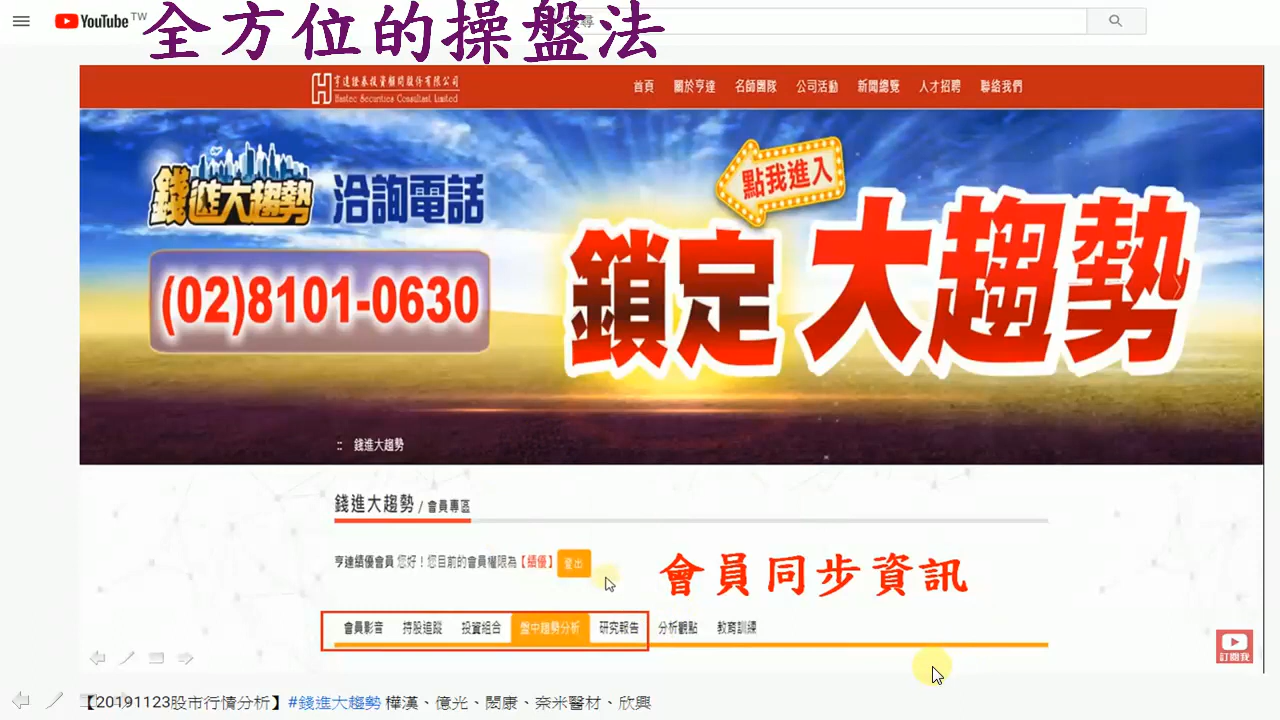 YouTube TW
全方位的操盤法
尋
亨達證券投資顧問股份有限公司
Hantec Securities Consultant Limited
首頁 關於亨達 名師團隊 公司活動 新聞總覽 人才招聘 聯絡我們
錢進大趨勢 洽詢電話
點我進入
(02)8101-0630
鎖定大趨勢
:: 錢進大趨勢
錢進大趨勢 / 會員專區
亨達績優會員 您好！您目前的會員權限為【績優】 登出
會員同步資訊
會員影音 持股追蹤 投資組合 盤中趨勢分析 研究報告 分析觀點 教育訓練
訂閱我
【20191123股市行情分析】#錢進大趨勢 樺漢、億光、閎康、奈米醫材、欣興